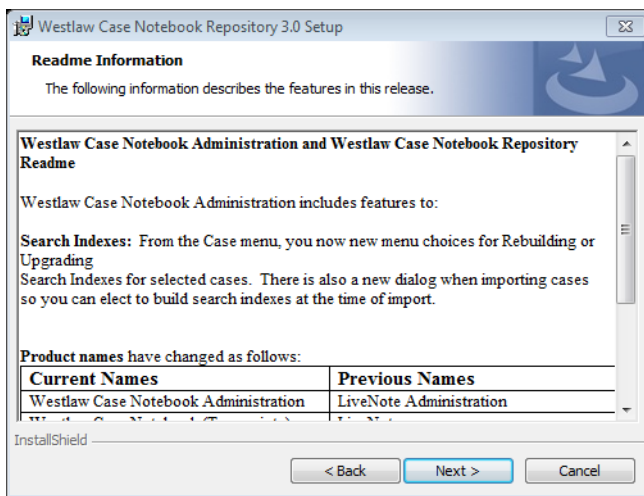 Westlaw Case Notebook Repository 3.0 Setup
Readme Information
The following information describes the features in this release.
Westlaw Case Notebook Administration and Westlaw Case Notebook Repository
Readme
Westlaw Case Notebook Administration includes features to:
Search Indexes: From the Case menu, you now new menu choices for Rebuilding or
Upgrading
Search Indexes for selected cases. There is also a new dialog when importing cases
so you can elect to build search indexes at the time of import.
Product names have changed as follows:
Current Names Previous Names
Westlaw Case Notebook Administration LiveNote Administration
InstallShield
< Back Next > Cancel